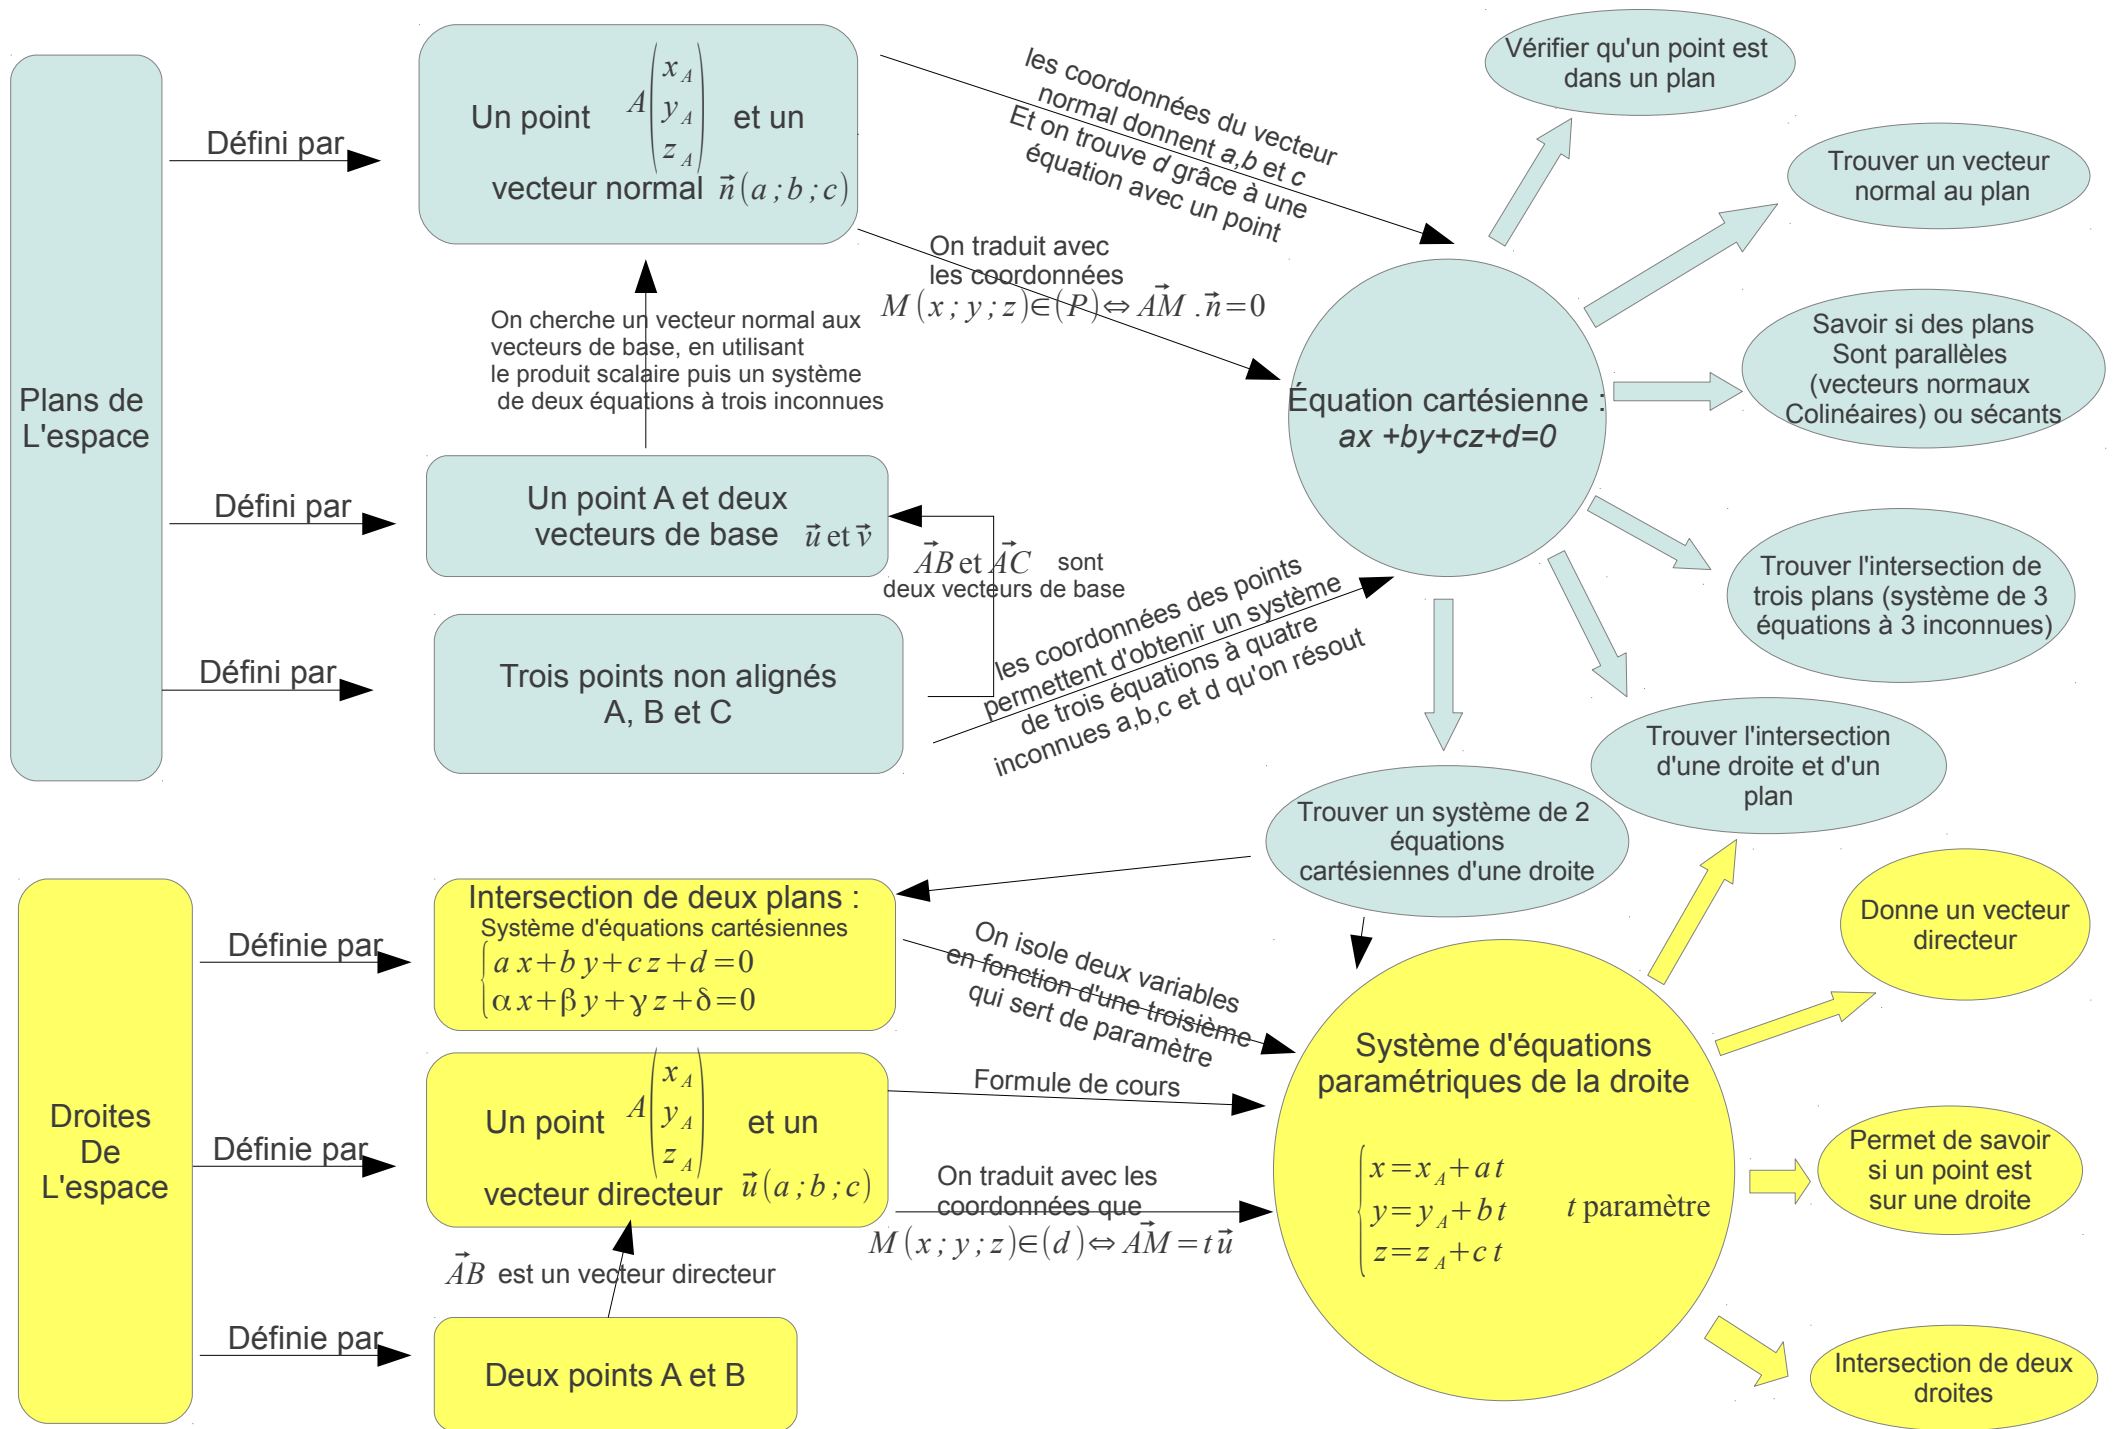 Plans de
L'espace
Défini par
Un point A ( x_A
y_A
z_A ) et un
vecteur normal n⃗(a ; b ; c)
les coordonnées du vecteur
normal donnent a,b et c
Et on trouve d grâce à une
équation avec un point
On traduit avec
les coordonnées
M(x ; y ; z)∈(P)⇔AM⃗ . n⃗=0
On cherche un vecteur normal aux
vecteurs de base, en utilisant
le produit scalaire puis un système
de deux équations à trois inconnues
Défini par
Un point A et deux
vecteurs de base u⃗ et v⃗
AB⃗ et AC⃗ sont
deux vecteurs de base
Défini par
Trois points non alignés
A, B et C
les coordonnées des points
permettent d'obtenir un système
de trois équations à quatre
inconnues a,b,c et d qu'on résout
Équation cartésienne :
ax +by+cz+d=0
Vérifier qu'un point est
dans un plan
Trouver un vecteur
normal au plan
Savoir si des plans
Sont parallèles
(vecteurs normaux
Colinéaires) ou sécants
Trouver l'intersection de
trois plans (système de 3
équations à 3 inconnues)
Trouver l'intersection
d'une droite et d'un
plan
Trouver un système de 2
équations
cartésiennes d'une droite
Droites
De
L'espace
Définie par
Intersection de deux plans :
Système d'équations cartésiennes
{ a x+b y+c z+d=0
α x+β y+γ z+δ=0
On isole deux variables
en fonction d'une troisième
qui sert de paramètre
Définie par
Un point A ( x_A
y_A
z_A ) et un
vecteur directeur u⃗(a ; b ; c)
Formule de cours
On traduit avec les
coordonnées que
M(x ; y ; z)∈(d)⇔AM⃗=t u⃗
AB⃗ est un vecteur directeur
Définie par
Deux points A et B
Système d'équations
paramétriques de la droite
{ x=x_A+a t
y=y_A+b t t paramètre
z=z_A+c t
Donne un vecteur
directeur
Permet de savoir
si un point est
sur une droite
Intersection de deux
droites